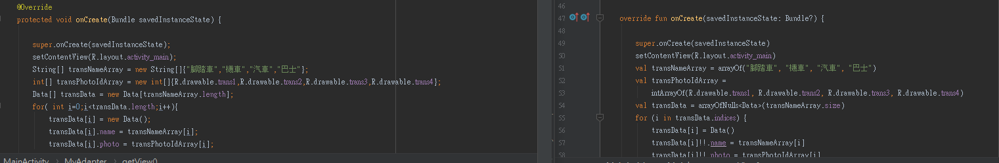 @Override
protected void onCreate(Bundle savedInstanceState) {
super.onCreate(savedInstanceState);
setContentView(R.layout.activity_main);
String[] transNameArray = new String[]{"腳踏車","機車","汽車","巴士"};
int[] transPhotoIdArray = new int[]{R.drawable.trans1,R.drawable.trans2,R.drawable.trans3,R.drawable.trans4};
Data[] transData = new Data[transNameArray.length];
for( int i=0;i<transData.length;i++){
transData[i] = new Data();
transData[i].name = transNameArray[i];
transData[i].photo = transPhotoIdArray[i];
MainActivity > MyAdapter > getView()
46
47 override fun onCreate(savedInstanceState: Bundle?) {
48
49 super.onCreate(savedInstanceState)
50 setContentView(R.layout.activity_main)
51 val transNameArray = arrayOf("腳踏車", "機車", "汽車", "巴士")
52 val transPhotoIdArray =
53 intArrayOf(R.drawable.trans1, R.drawable.trans2, R.drawable.trans3, R.drawable.trans4)
54 val transData = arrayOfNulls<Data>(transNameArray.size)
55 for (i in transData.indices) {
56 transData[i] = Data()
57 transData[i]!!.name = transNameArray[i]
58 transData[i]!!.photo = transPhotoIdArray[i]